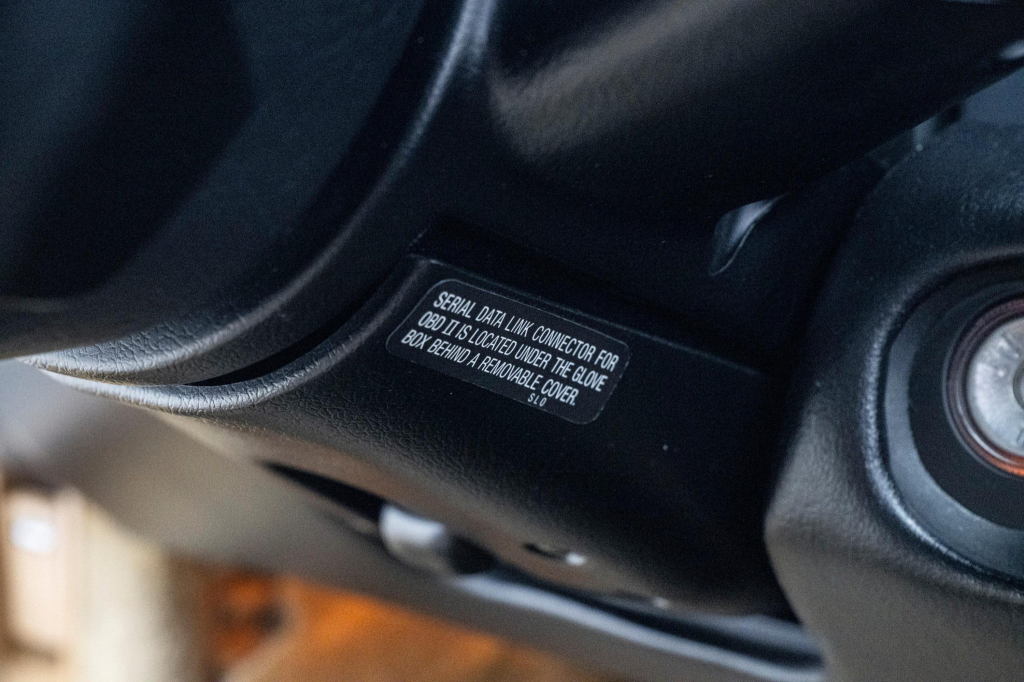 SERIAL DATA LINK CONNECTOR FOR
OBD II IS LOCATED UNDER THE GLOVE
BOX BEHIND A REMOVABLE COVER.
SLO